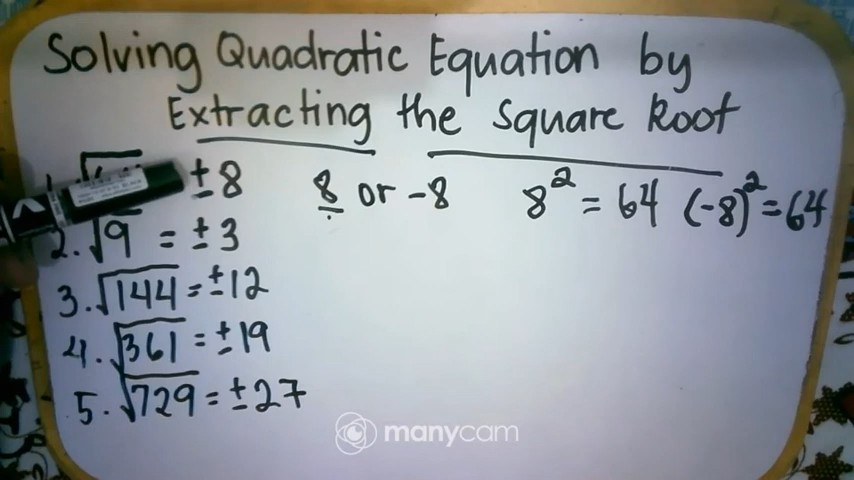 Solving Quadratic Equation by
Extracting the Square Root
± 8 8 or -8 8² = 64 (-8)² = 64
2. √9 = ± 3
3. √144 = ±12
4. √361 = ±19
5. √729 = ±27
manycam